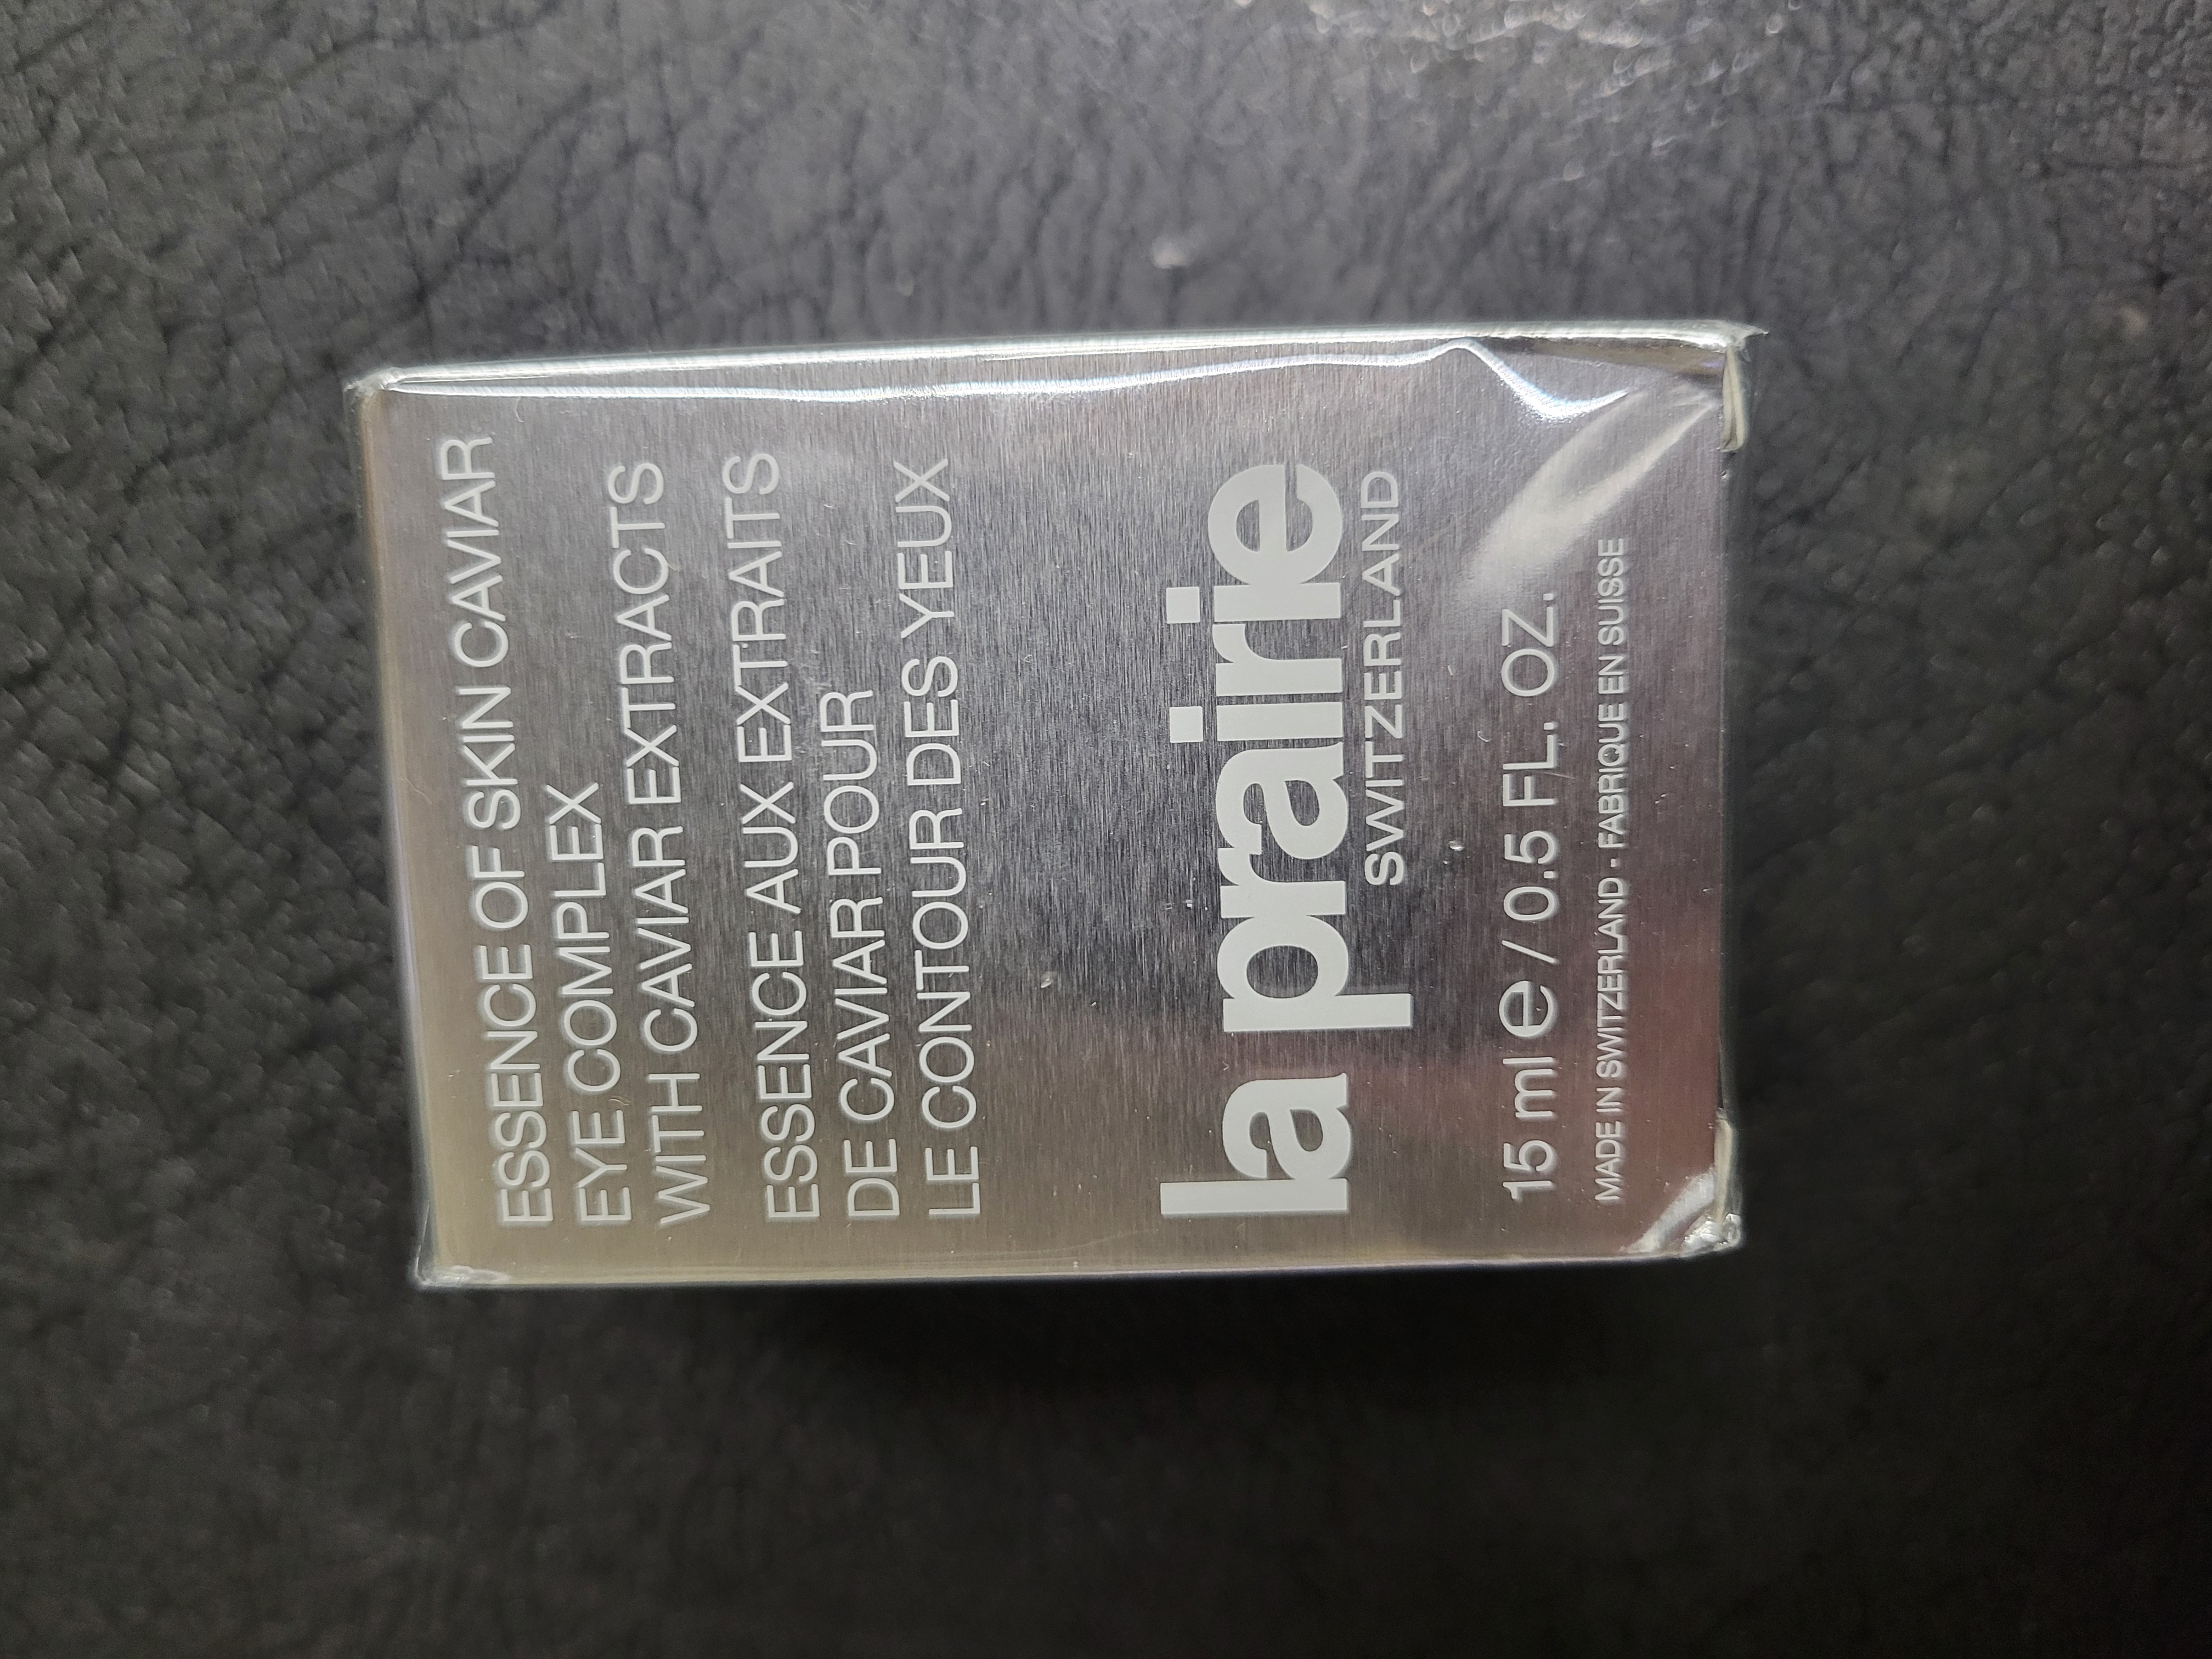 ESSENCE OF SKIN CAVIAR
EYE COMPLEX
WITH CAVIAR EXTRACTS
ESSENCE AUX EXTRAITS
DE CAVIAR POUR
LE CONTOUR DES YEUX
la prairie
SWITZERLAND
15 ml ℮ / 0.5 FL. OZ.
MADE IN SWITZERLAND - FABRIQUE EN SUISSE